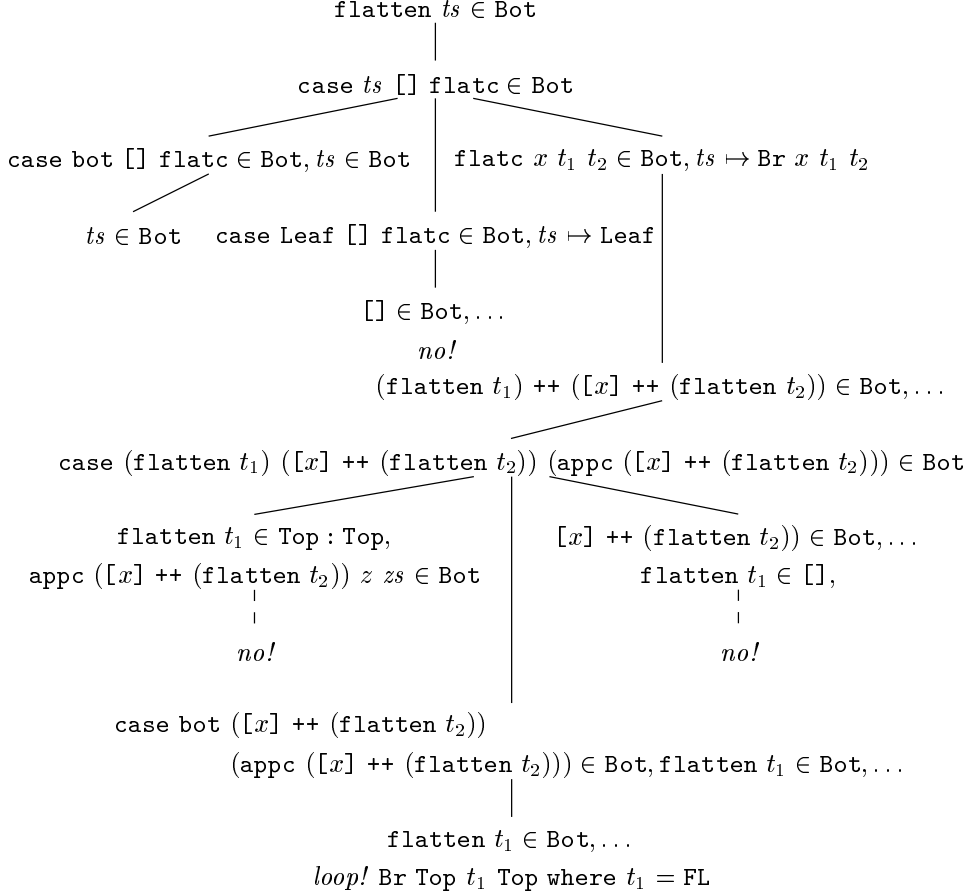 flatten ts ∈ Bot
case ts [] flatc ∈ Bot
case bot [] flatc ∈ Bot, ts ∈ Bot
flatc x t₁ t₂ ∈ Bot, ts ↦ Br x t₁ t₂
ts ∈ Bot
case Leaf [] flatc ∈ Bot, ts ↦ Leaf
[] ∈ Bot, ...
no!
(flatten t₁) ++ ([x] ++ (flatten t₂)) ∈ Bot, ...
case (flatten t₁) ([x] ++ (flatten t₂)) (appc ([x] ++ (flatten t₂))) ∈ Bot
flatten t₁ ∈ Top : Top,
appc ([x] ++ (flatten t₂)) z zs ∈ Bot
no!
[x] ++ (flatten t₂)) ∈ Bot, ...
flatten t₁ ∈ [],
no!
case bot ([x] ++ (flatten t₂))
(appc ([x] ++ (flatten t₂))) ∈ Bot, flatten t₁ ∈ Bot, ...
flatten t₁ ∈ Bot, ...
loop! Br Top t₁ Top where t₁ = FL